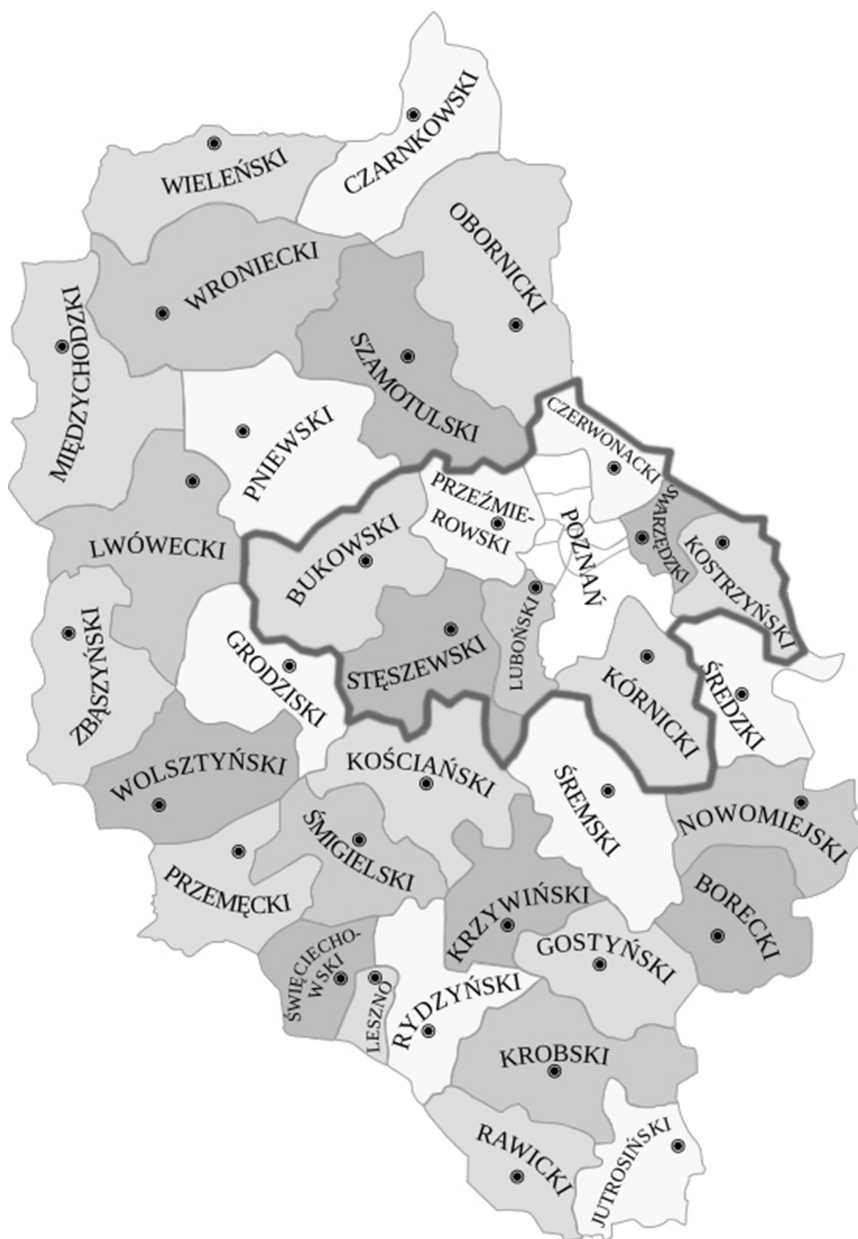 CZARNKOWSKI
WIELEŃSKI
OBORNICKI
WRONIECKI
MIĘDZYCHODZKI
SZAMOTULSKI
PNIEWSKI
CZERWONACKI
PRZEŹMIE-
ROWSKI
SWARZĘDZKI
POZNAŃ
KOSTRZYŃSKI
BUKOWSKI
LWÓWECKI
LUBOŃSKI
STĘSZEWSKI
ZBĄSZYŃSKI
GRODZISKI
KÓRNICKI
ŚREDZKI
WOLSZTYŃSKI
KOŚCIAŃSKI
ŚREMSKI
NOWOMIEJSKI
ŚMIGIELSKI
PRZEMĘCKI
KRZYWIŃSKI
BORECKI
GOSTYŃSKI
ŚWIĘCIECHO-
WSKI
LESZNO
RYDZYŃSKI
KROBSKI
RAWICKI
JUTROSIŃSKI